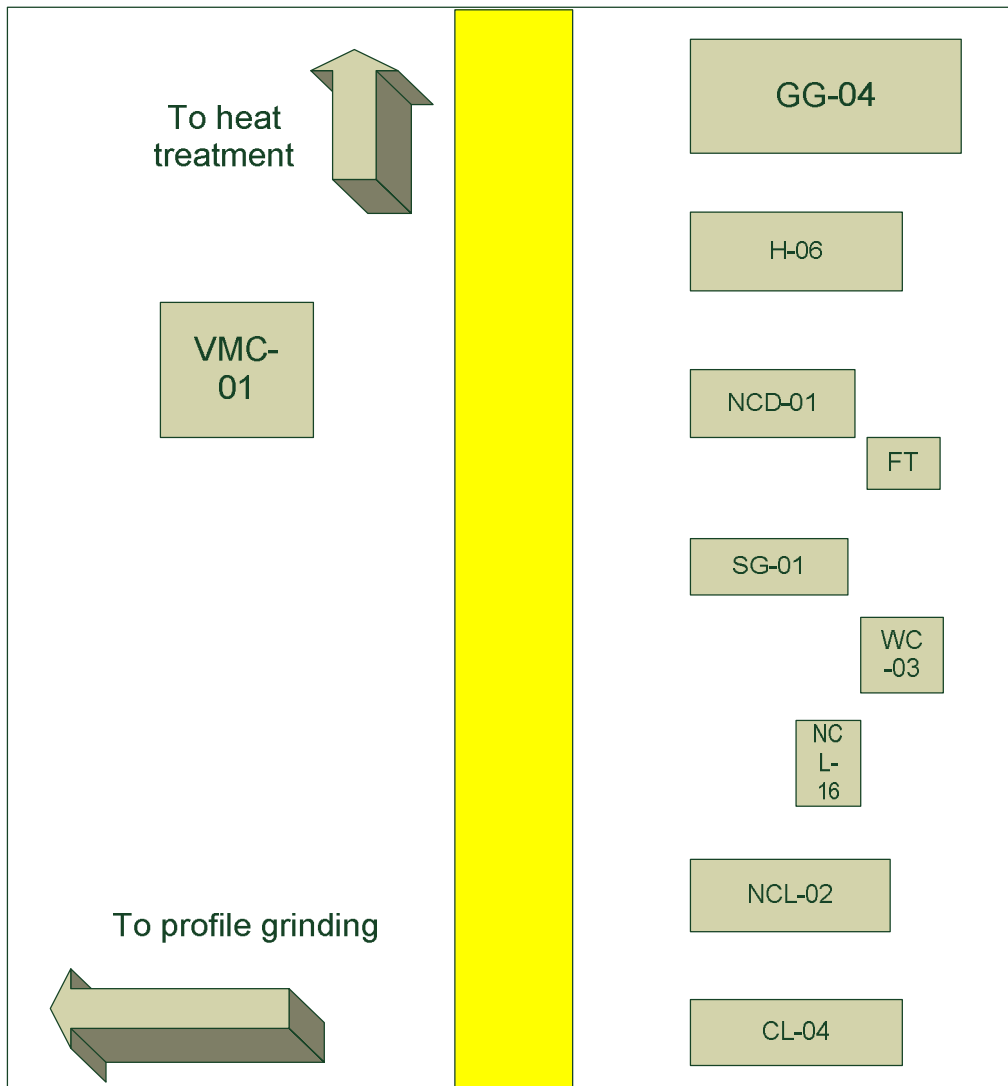 GG-04
To heat
treatment
H-06
VMC-
01
NCD-01
FT
SG-01
WC
-03
NC
L-
16
NCL-02
To profile grinding
CL-04